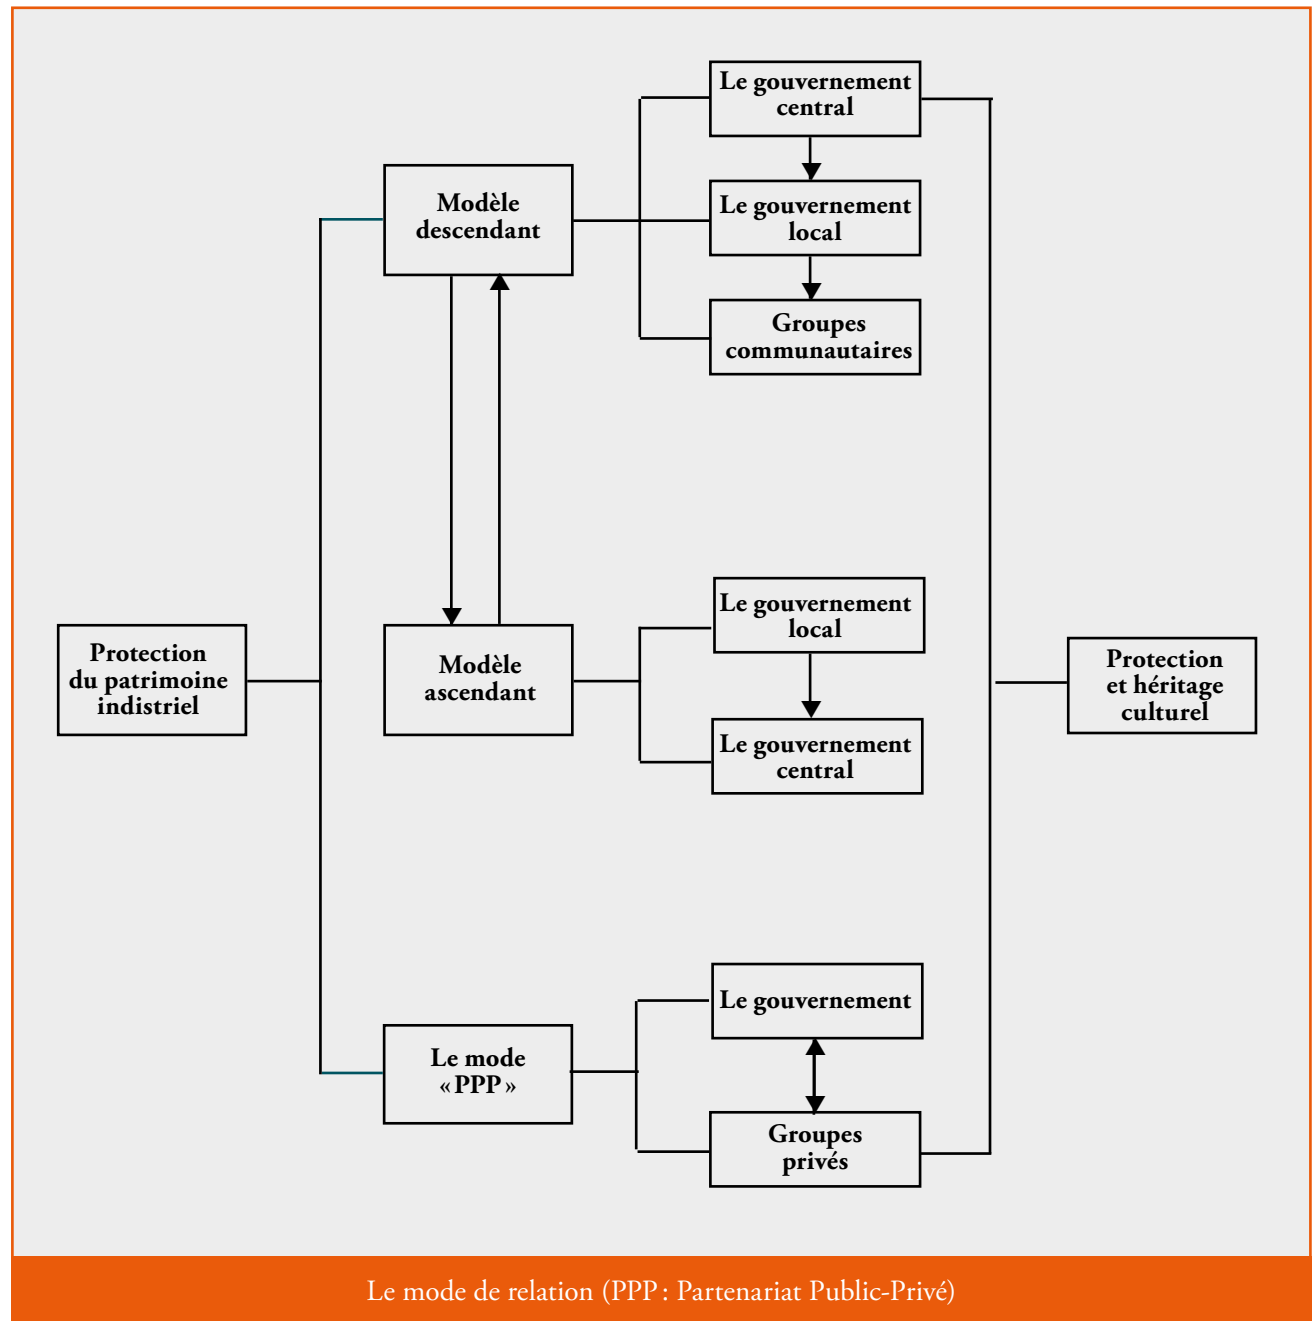 Le gouvernement
central
Modèle
descendant
Le gouvernement
local
Groupes
communautaires
Protection
du patrimoine
indistriel
Modèle
ascendant
Le gouvernement
local
Le gouvernement
central
Protection
et héritage
culturel
Le mode
« PPP »
Le gouvernement
Groupes
privés
Le mode de relation (PPP : Partenariat Public-Privé)